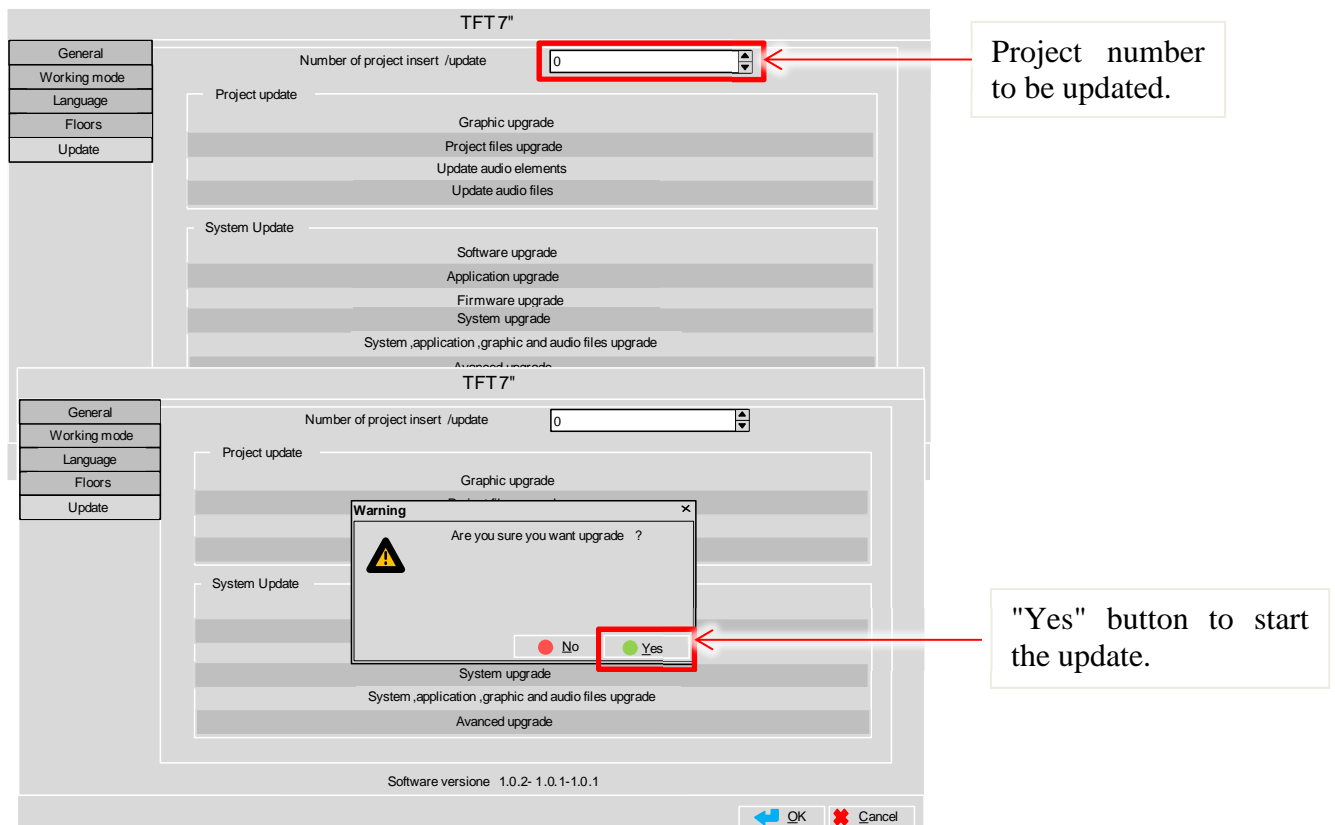 TFT 7"
General
Working mode
Language
Floors
Update
Number of project insert /update
0
Project number
to be updated.
Project update
Graphic upgrade
Project files upgrade
Update audio elements
Update audio files
System Update
Software upgrade
Application upgrade
Firmware upgrade
System upgrade
System ,application ,graphic and audio files upgrade
Avanced upgrade
TFT 7"
General
Working mode
Language
Floors
Update
Number of project insert /update
0
Project update
Graphic upgrade
Warning
×
Are you sure you want upgrade ?
No
Yes
"Yes" button to start
the update.
System Update
System upgrade
System ,application ,graphic and audio files upgrade
Avanced upgrade
Software versione 1.0.2- 1.0.1-1.0.1
OK
Cancel